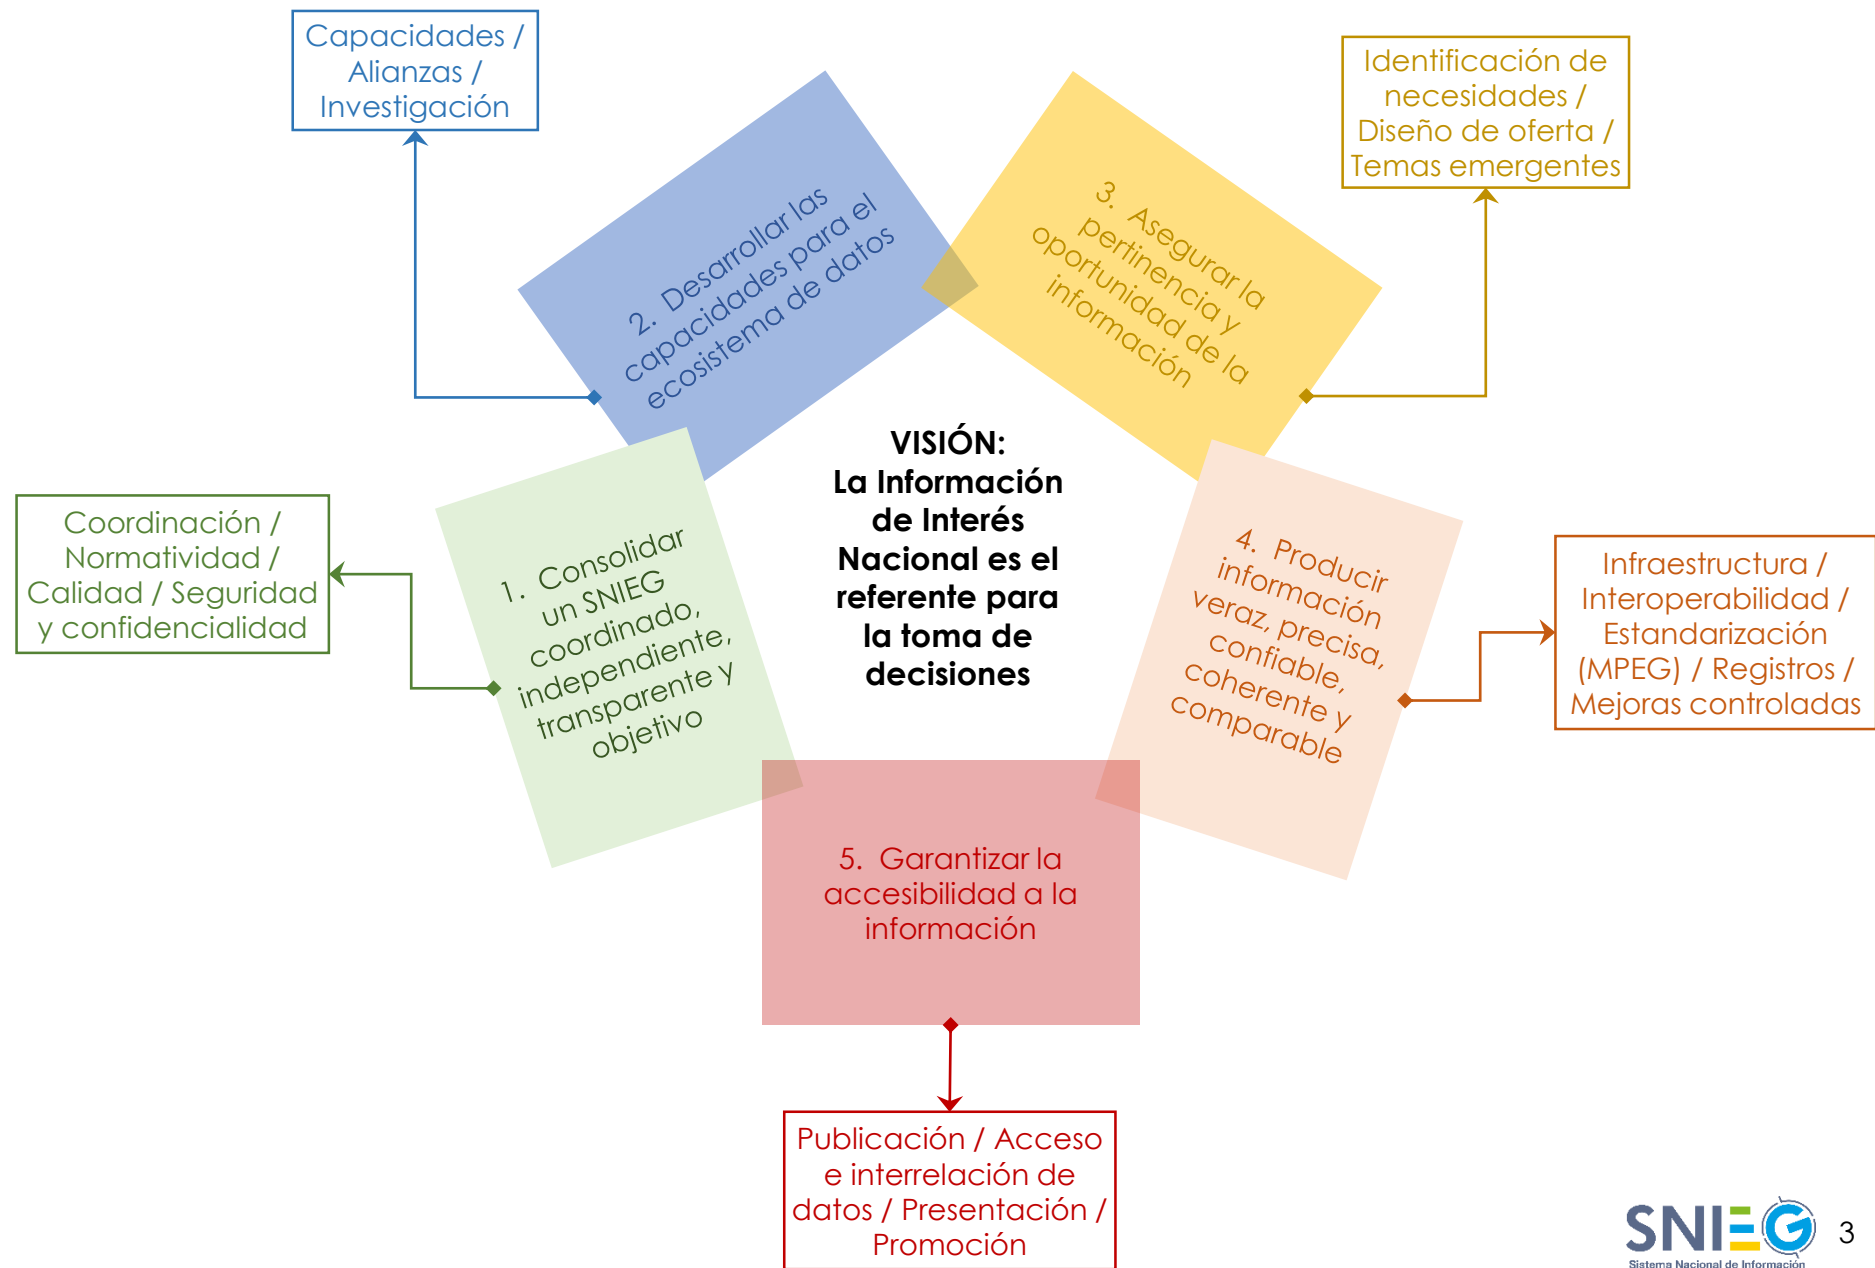 Capacidades /
Alianzas /
Investigación
Identificación de
necesidades /
Diseño de oferta /
Temas emergentes
2. Desarrollar las
capacidades para el
ecosistema de datos
3. Asegurar la
pertinencia y
oportunidad de la
información
VISIÓN:
La Información
de Interés
Nacional es el
referente para
la toma de
decisiones
Coordinación /
Normatividad /
Calidad / Seguridad
y confidencialidad
1. Consolidar
un SNIEG
coordinado,
independiente,
transparente y
objetivo
4. Producir
información
veraz, precisa,
confiable,
coherente y
comparable
Infraestructura /
Interoperabilidad /
Estandarización
(MPEG) / Registros /
Mejoras controladas
5. Garantizar la
accesibilidad a la
información
Publicación / Acceso
e interrelación de
datos / Presentación /
Promoción
SNIEG
Sistema Nacional de Información
3